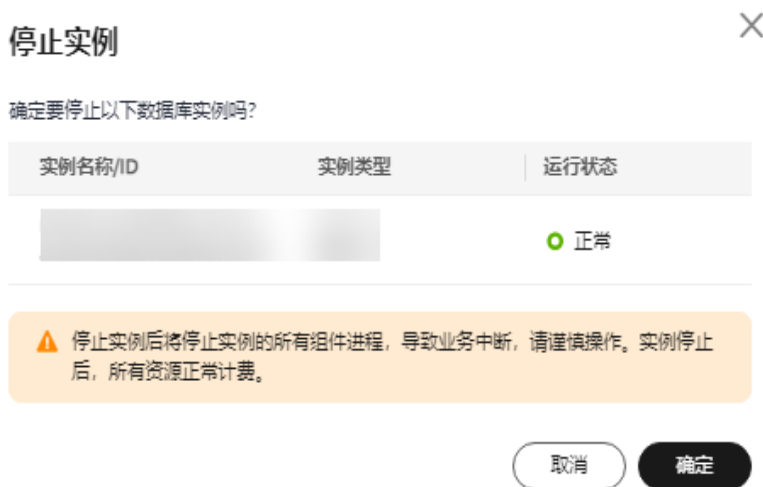 停止实例
确定要停止以下数据库实例吗？
实例名称/ID 实例类型 运行状态
正常
停止实例后将停止实例的所有组件进程，导致业务中断，请谨慎操作。实例停止
后，所有资源正常计费。
取消 确定